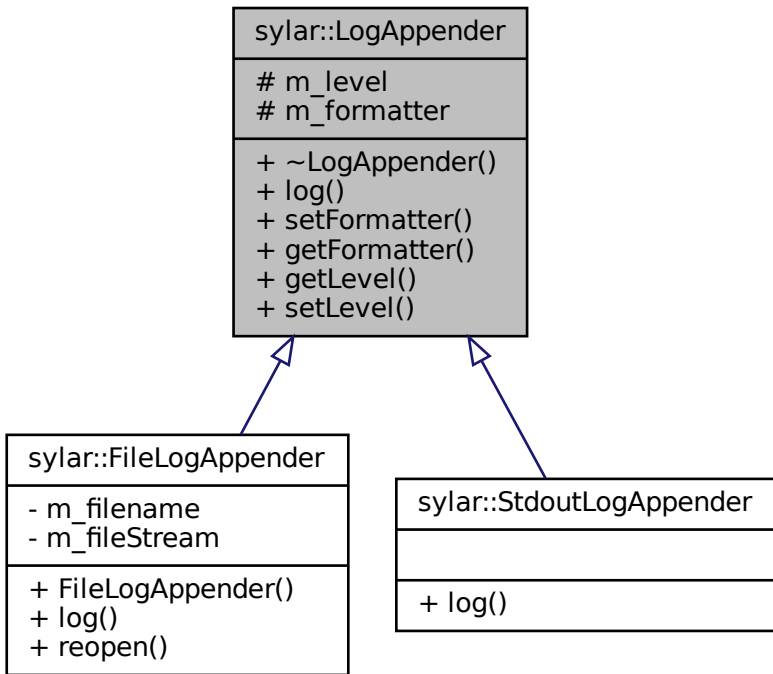 sylar::LogAppender
# m_level
# m_formatter
+ ~LogAppender()
+ log()
+ setFormatter()
+ getFormatter()
+ getLevel()
+ setLevel()
sylar::FileLogAppender
- m_filename
- m_fileStream
+ FileLogAppender()
+ log()
+ reopen()
sylar::StdoutLogAppender
+ log()